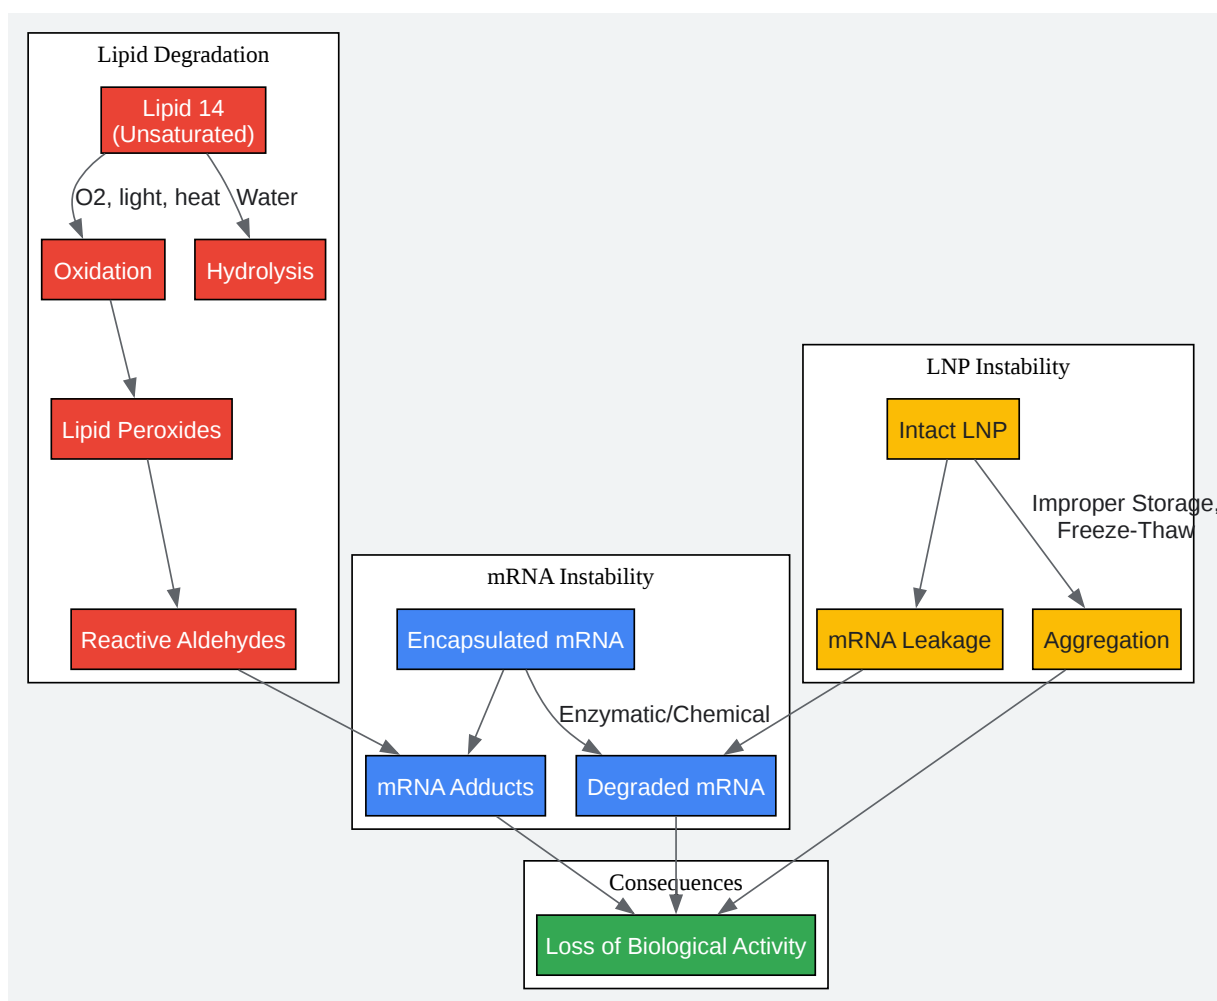 Lipid Degradation
Lipid 14
(Unsaturated)
O2, light, heat
Water
Oxidation
Hydrolysis
Lipid Peroxides
Reactive Aldehydes
LNP Instability
Intact LNP
Improper Storage,
Freeze-Thaw
mRNA Leakage
Aggregation
mRNA Instability
Encapsulated mRNA
Enzymatic/Chemical
mRNA Adducts
Degraded mRNA
Consequences
Loss of Biological Activity